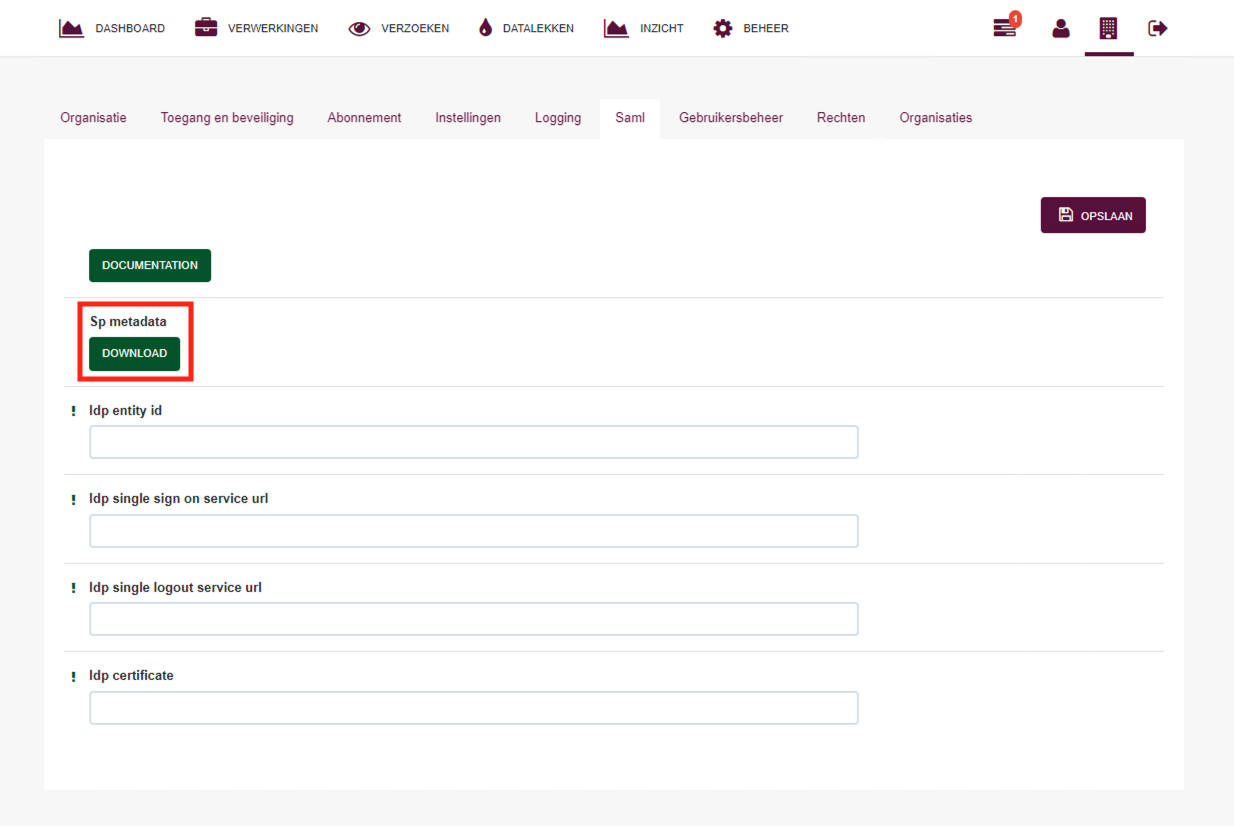 DASHBOARD VERWERKINGEN VERZOEKEN DATALEKKEN INZICHT BEHEER 1
Organisatie Toegang en beveiliging Abonnement Instellingen Logging Saml Gebruikersbeheer Rechten Organisaties
OPSLAAN
DOCUMENTATION
Sp metadata
DOWNLOAD
! Idp entity id
! Idp single sign on service url
! Idp single logout service url
! Idp certificate